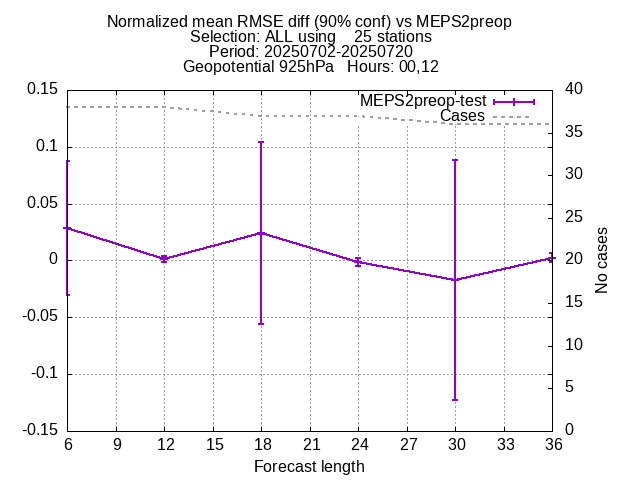 Normalized mean RMSE diff (90% conf) vs MEPS2preop
Selection: ALL using    25 stations
Period: 20250702-20250720
Geopotential 925hPa   Hours: 00,12
MEPS2preop-test
Cases
0.15
0.1
0.05
0
-0.05
-0.1
-0.15
40
35
30
25
20
15
10
5
0
No cases
6 9 12 15 18 21 24 27 30 33 36
Forecast length